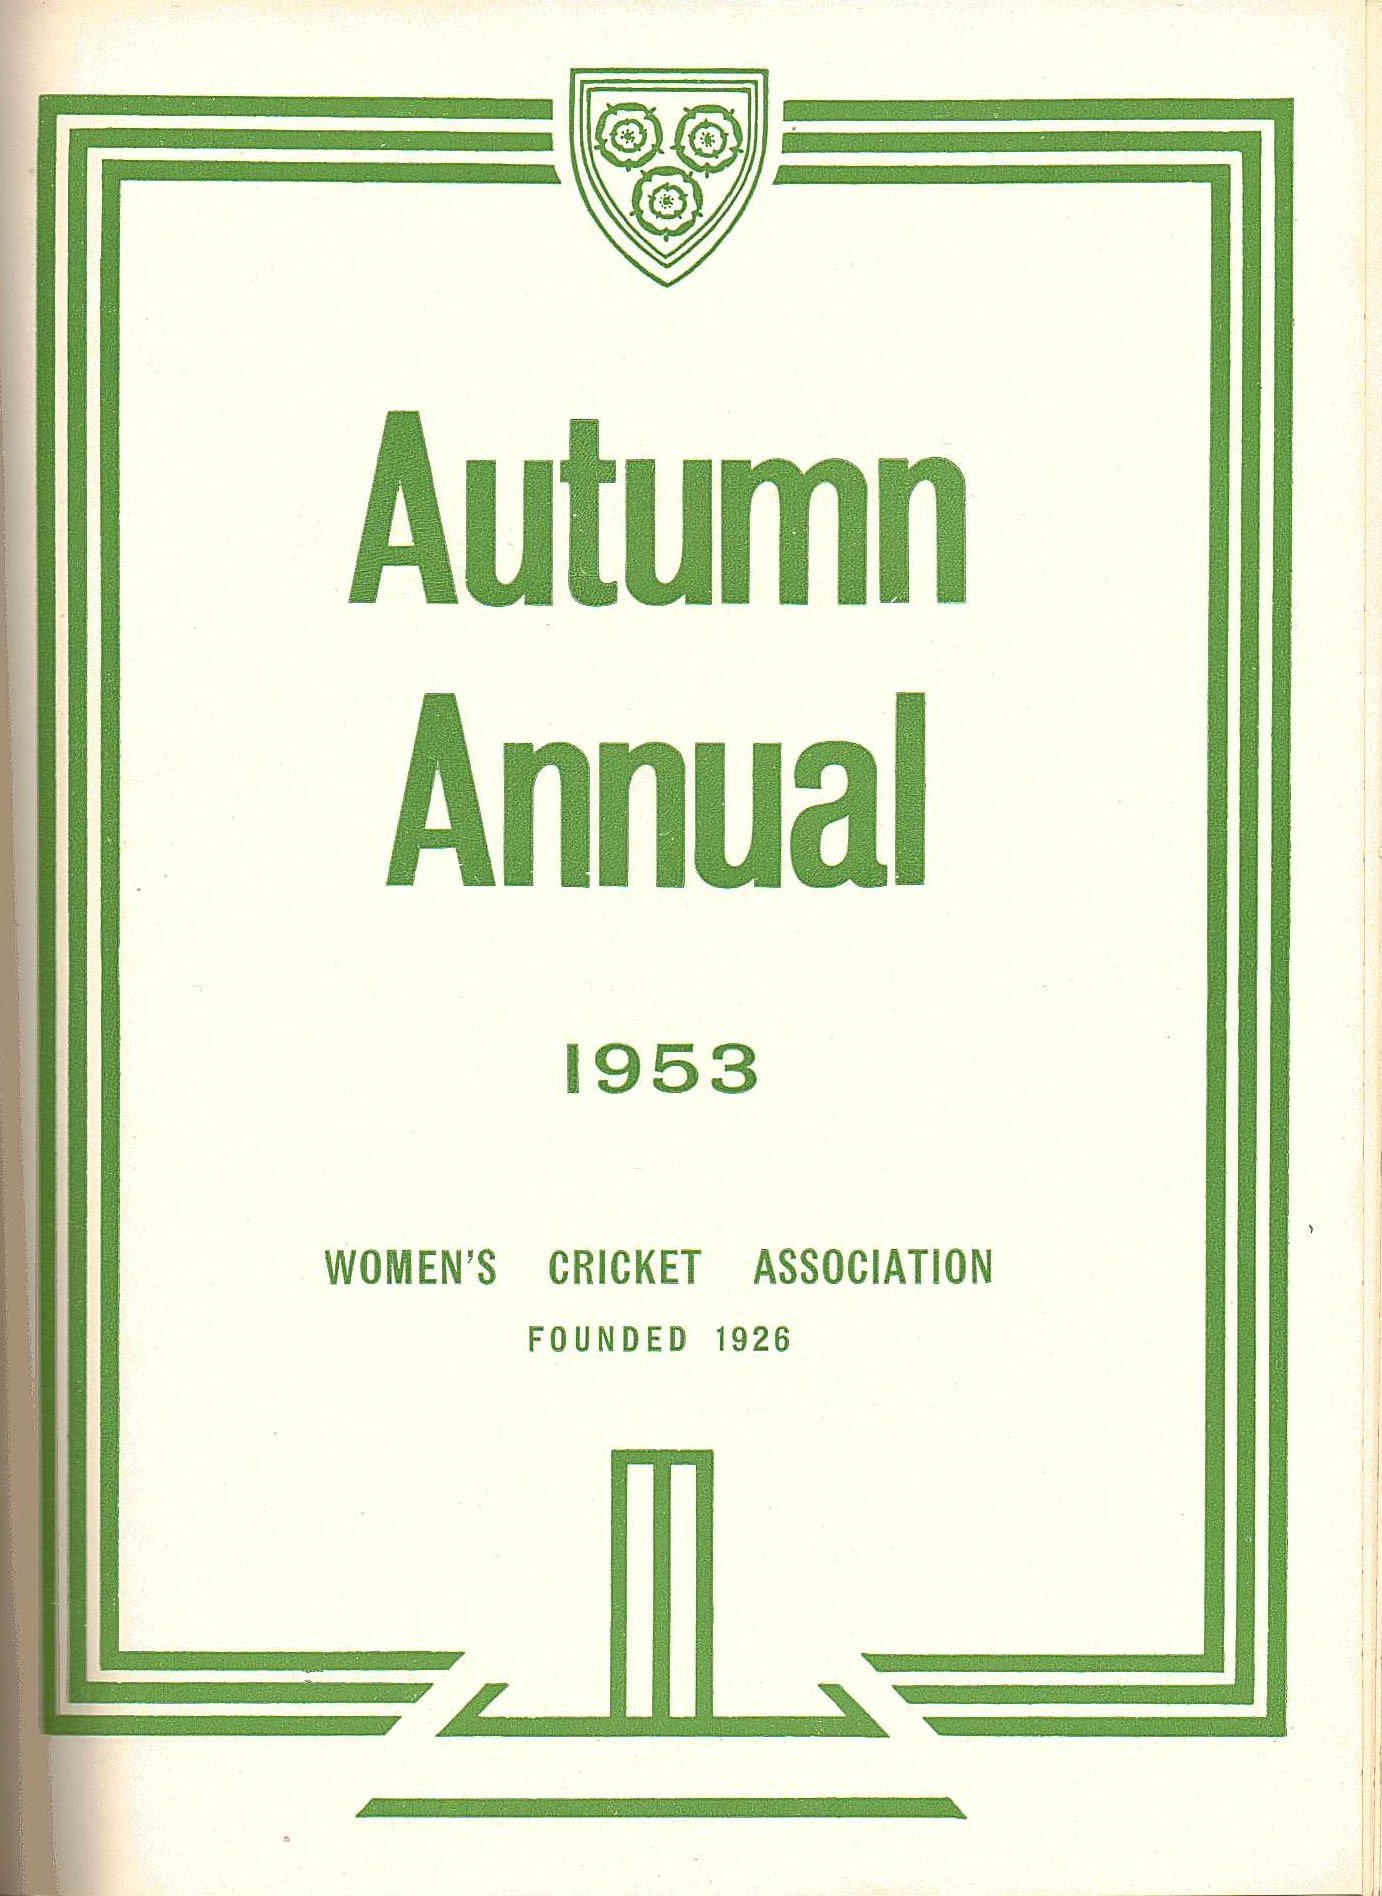 Autumn
Annual
1953
WOMEN'S CRICKET ASSOCIATION
FOUNDED 1926